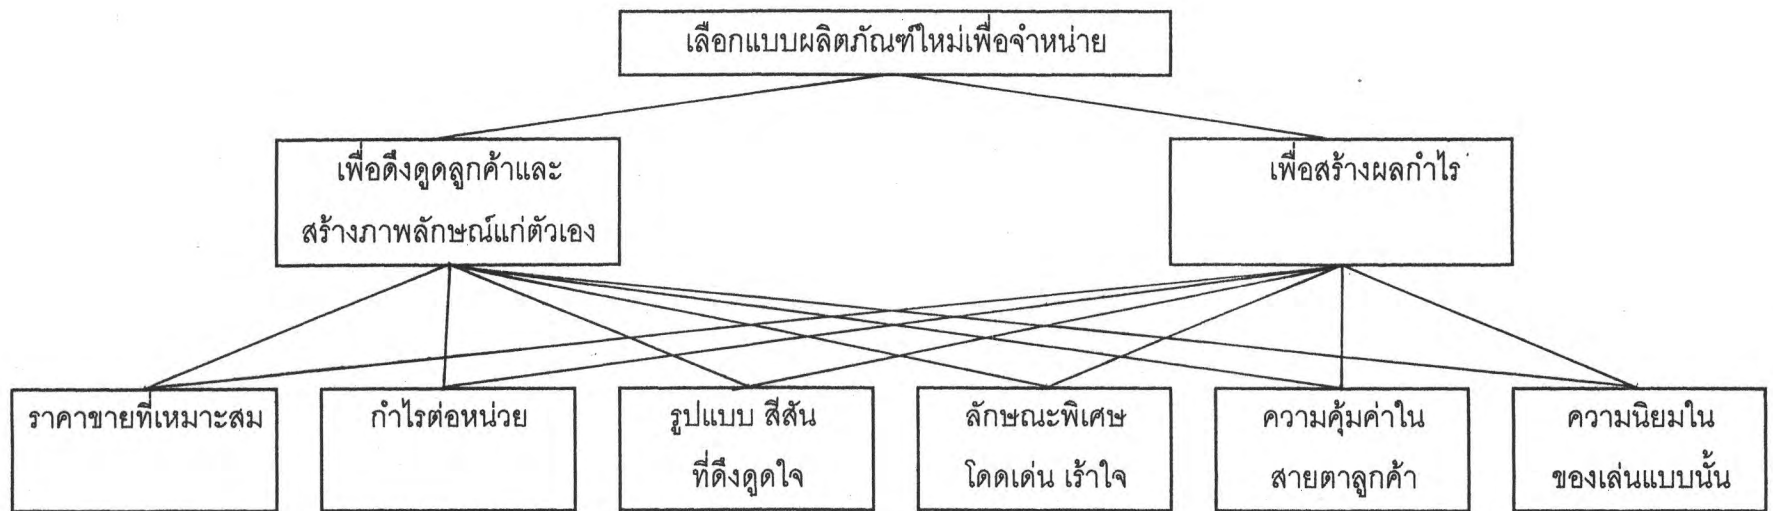 เลือกแบบผลิตภัณฑ์ใหม่เพื่อจำหน่าย
เพื่อดึงดูดลูกค้าและ
สร้างภาพลักษณ์แก่ตัวเอง
เพื่อสร้างผลกำไร
ราคาขายที่เหมาะสม
กำไรต่อหน่วย
รูปแบบ สีสัน
ที่ดึงดูดใจ
ลักษณะพิเศษ
โดดเด่น เร้าใจ
ความคุ้มค่าใน
สายตาลูกค้า
ความนิยมใน
ของเล่นแบบนั้น